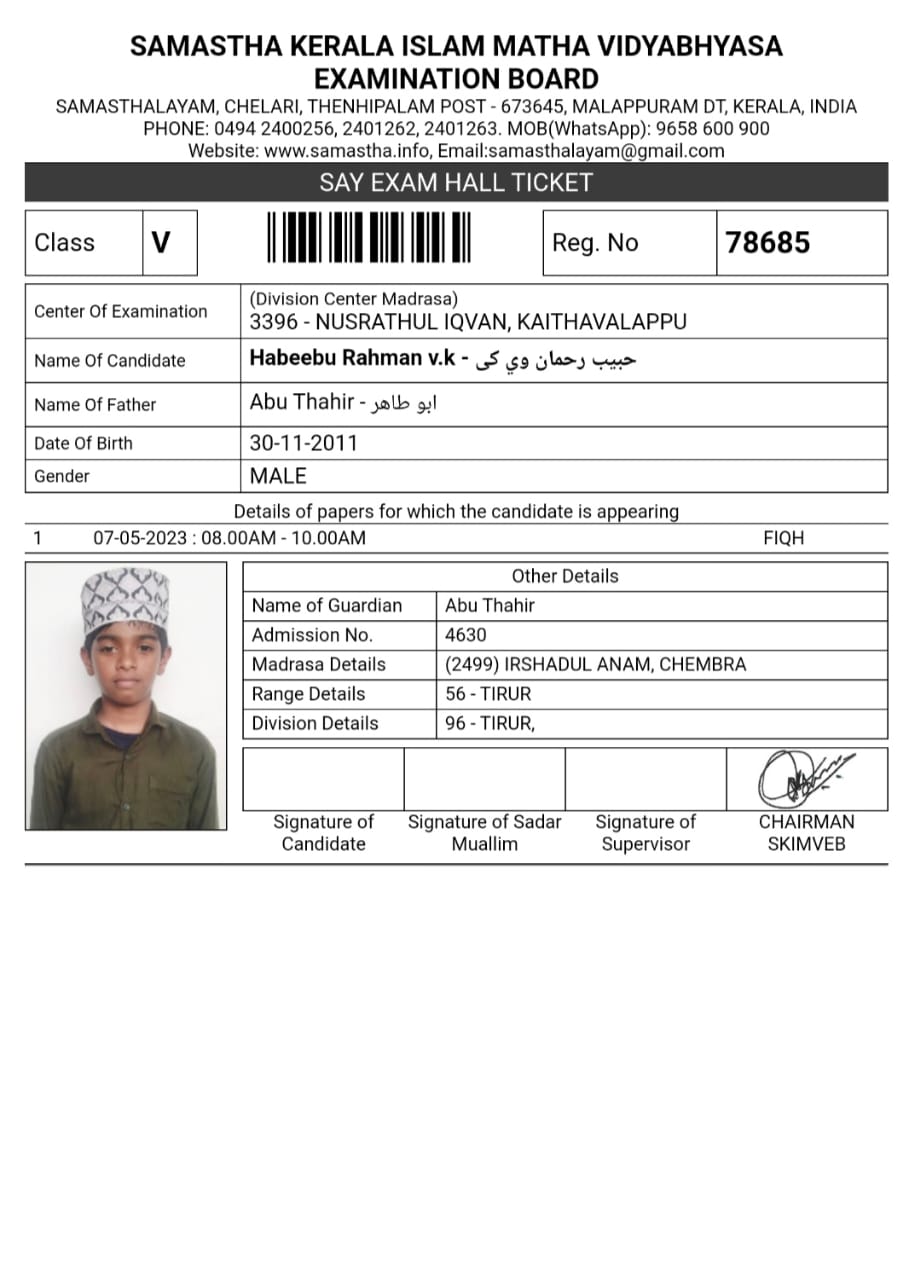 SAMASTHA KERALA ISLAM MATHA VIDYABHYASA
EXAMINATION BOARD
SAMASTHALAYAM, CHELARI, THENHIPALAM POST - 673645, MALAPPURAM DT, KERALA, INDIA
PHONE: 0494 2400256, 2401262, 2401263. MOB(WhatsApp): 9658 600 900
Website: www.samastha.info, Email:samasthalayam@gmail.com
SAY EXAM HALL TICKET
Class V Reg. No 78685
Center Of Examination (Division Center Madrasa)
3396 - NUSRATHUL IQVAN, KAITHAVALAPPU
Name Of Candidate Habeebu Rahman v.k - حبيب رحمان وي کی
Name Of Father Abu Thahir - ابو طاهر
Date Of Birth 30-11-2011
Gender MALE
Details of papers for which the candidate is appearing
1 07-05-2023 : 08.00AM - 10.00AM FIQH
Other Details
Name of Guardian Abu Thahir
Admission No. 4630
Madrasa Details (2499) IRSHADUL ANAM, CHEMBRA
Range Details 56 - TIRUR
Division Details 96 - TIRUR,
Signature of Candidate
Signature of Sadar Muallim
Signature of Supervisor
CHAIRMAN SKIMVEB